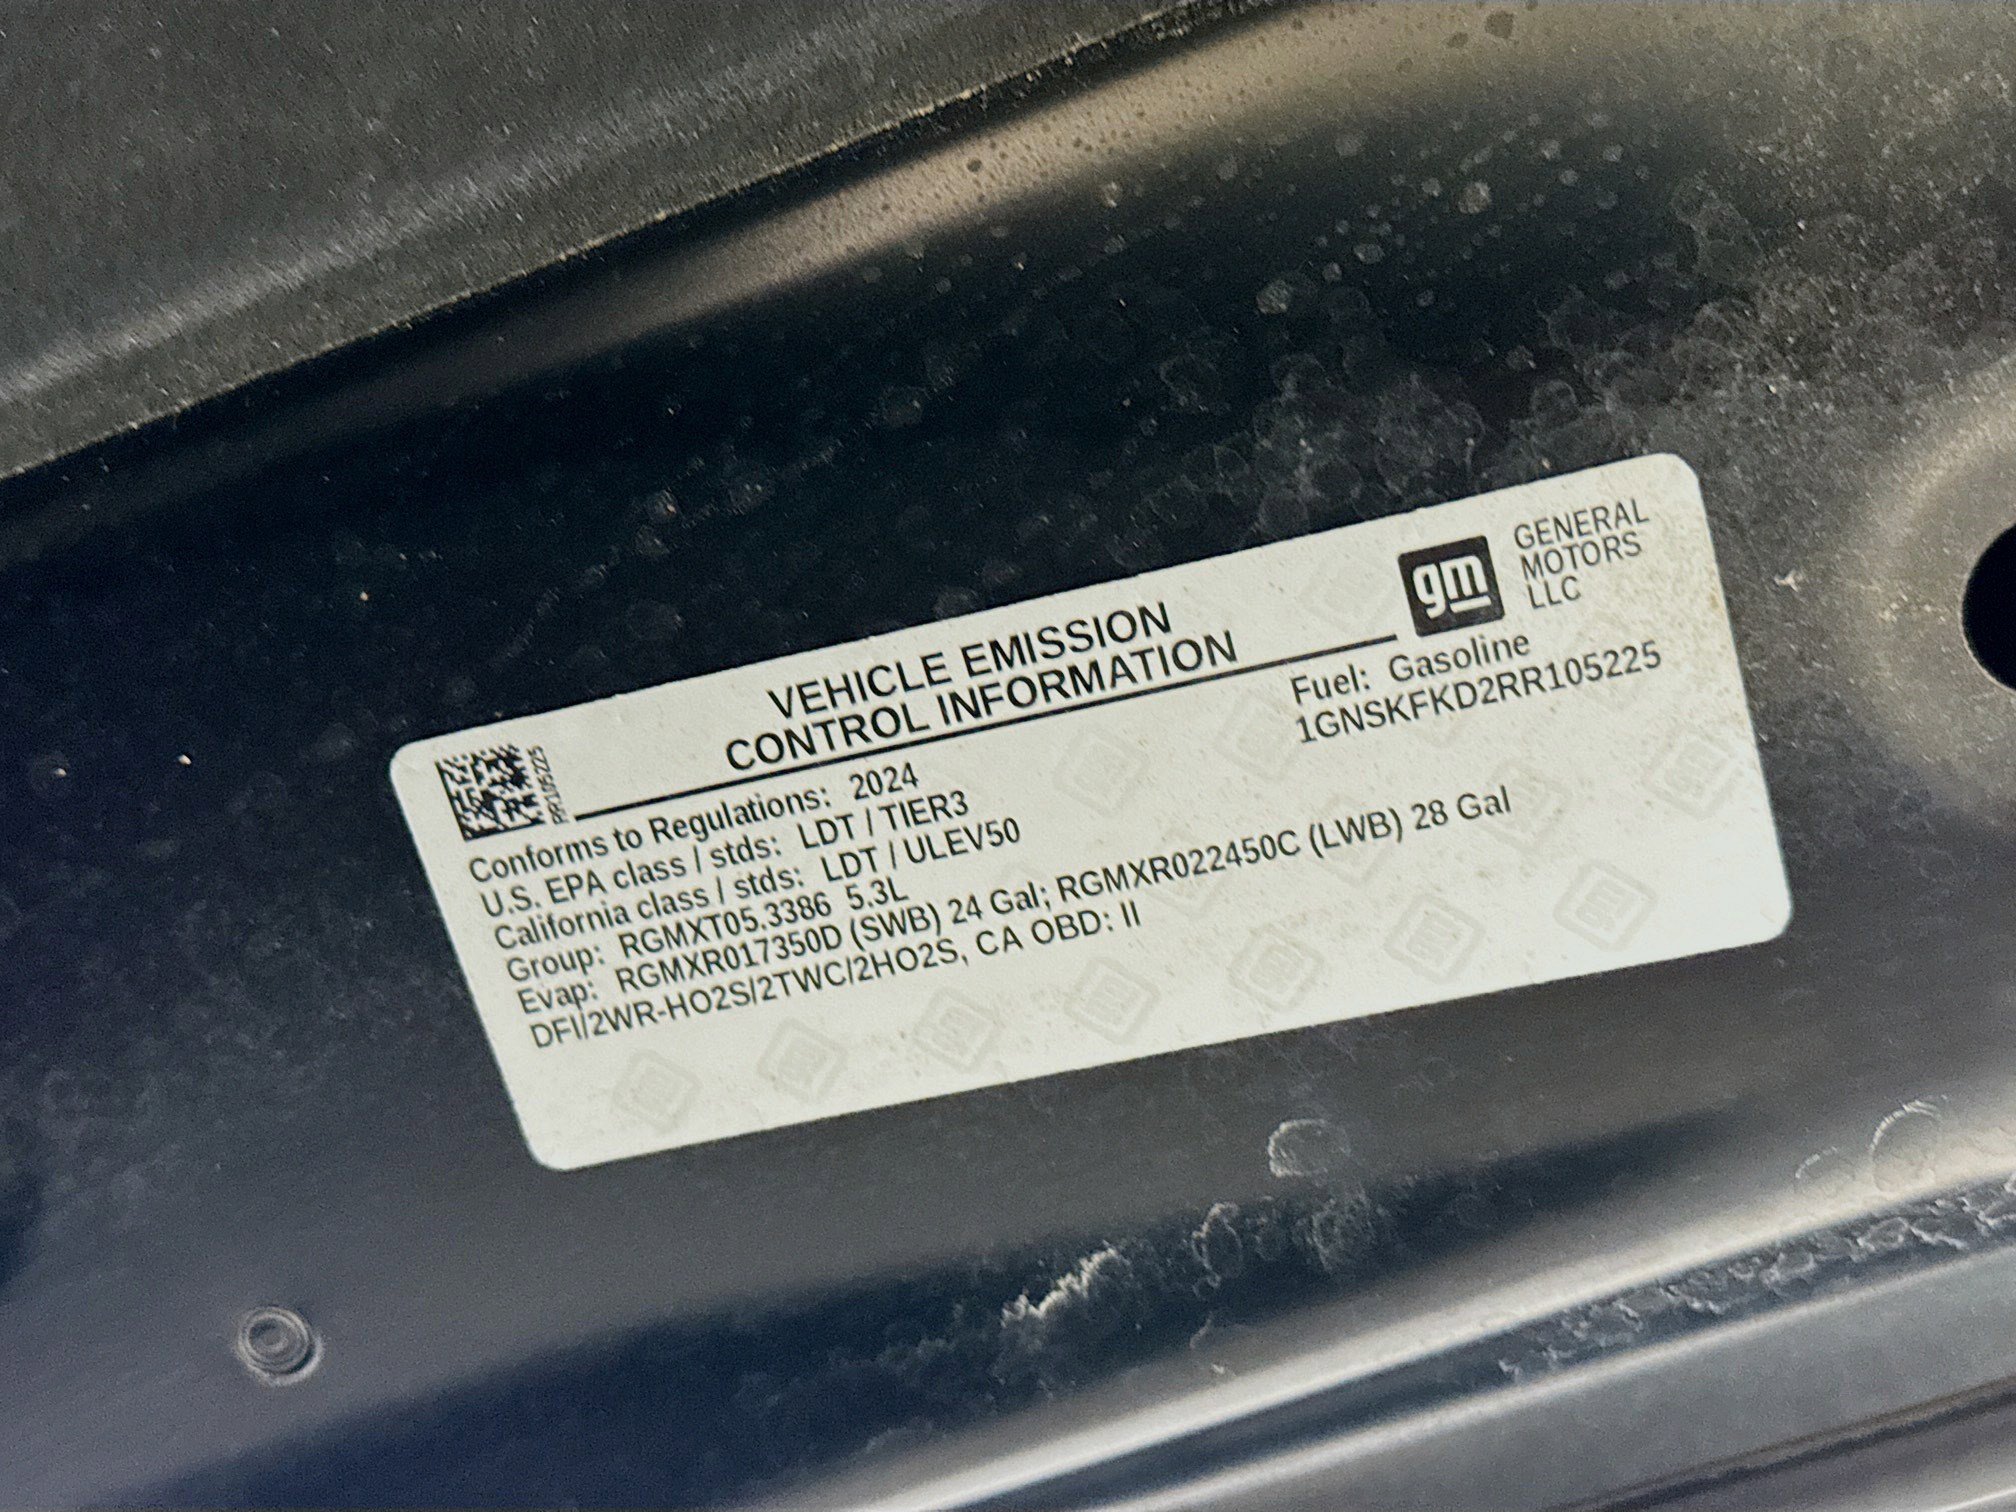 VEHICLE EMISSION
CONTROL INFORMATION
gm
GENERAL
MOTORS
LLC
RR105225
Fuel: Gasoline
1GNSKFKD2RR105225
Conforms to Regulations: 2024
U.S. EPA class / stds: LDT / TIER3
California class / stds: LDT / ULEV50
Group: RGMXT05.3386 5.3L
Evap: RGMXR017350D (SWB) 24 Gal; RGMXR022450C (LWB) 28 Gal
DFI/2WR-HO2S/2TWC/2HO2S, CA OBD: II